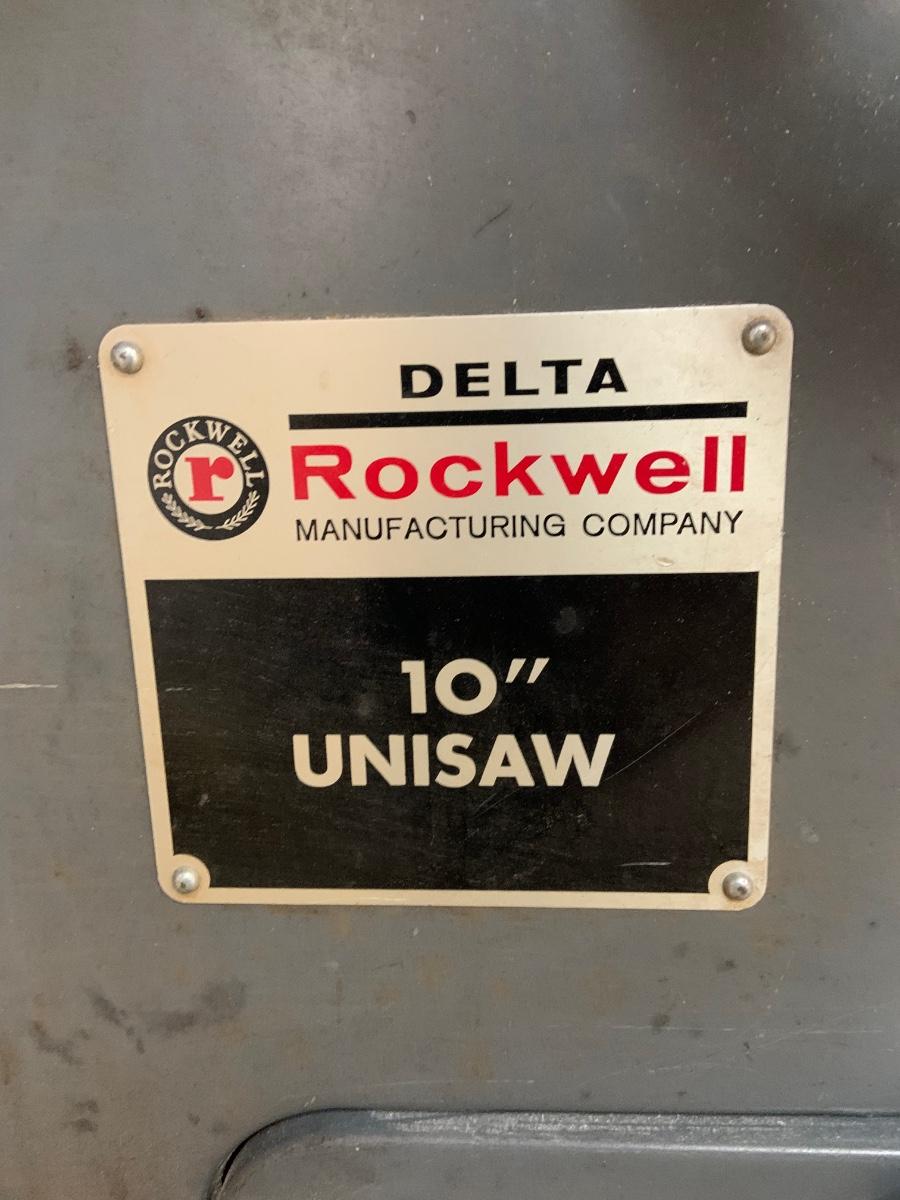 DELTA
ROCKWELL
r
Rockwell
MANUFACTURING COMPANY
10"
UNISAW